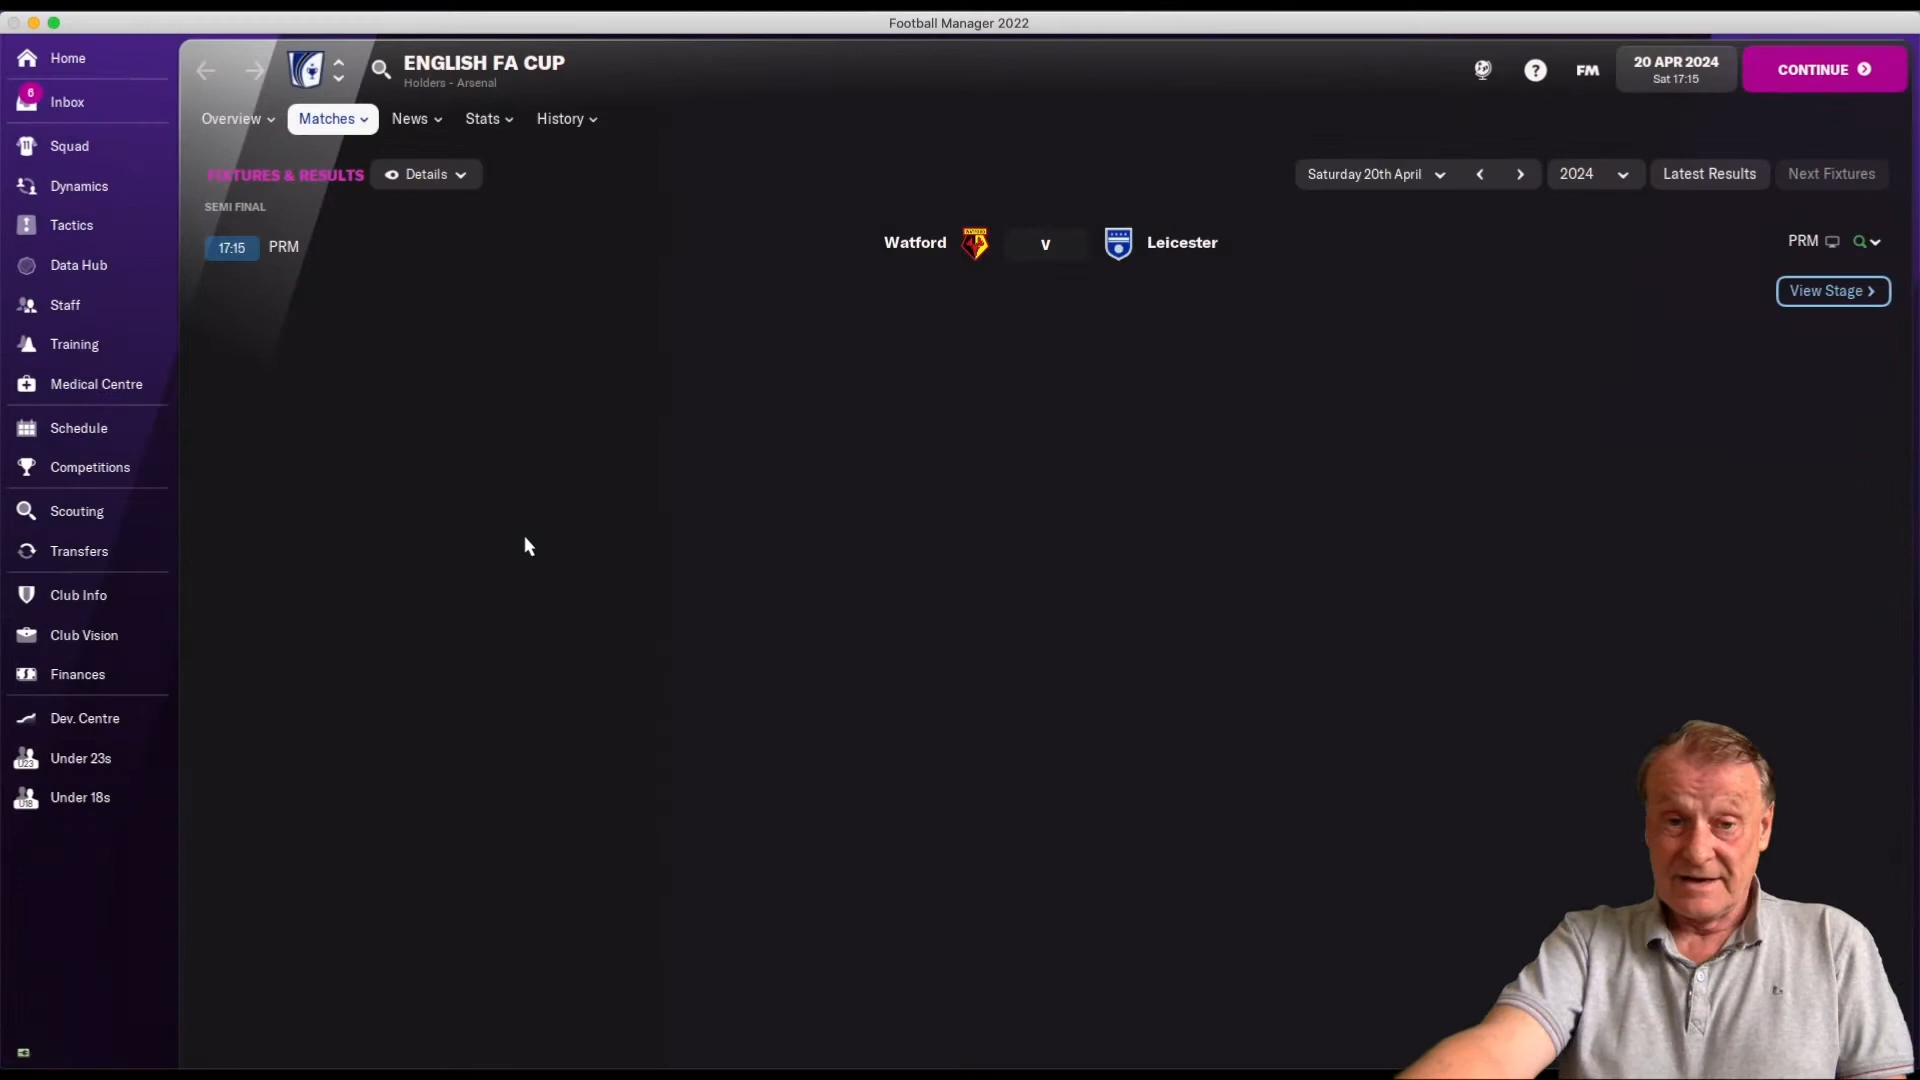 Football Manager 2022
Home
6
Inbox
Squad
Dynamics
Tactics
Data Hub
Staff
Training
Medical Centre
Schedule
Competitions
Scouting
Transfers
Club Info
Club Vision
Finances
Dev. Centre
U23
Under 23s
U18
Under 18s
ENGLISH FA CUP
Holders - Arsenal
?
FM
20 APR 2024
Sat 17:15
CONTINUE
Overview
Matches
News
Stats
History
FIXTURES & RESULTS
Details
Saturday 20th April
2024
Latest Results
Next Fixtures
SEMI FINAL
17:15 PRM
Watford
v
Leicester
PRM
View Stage